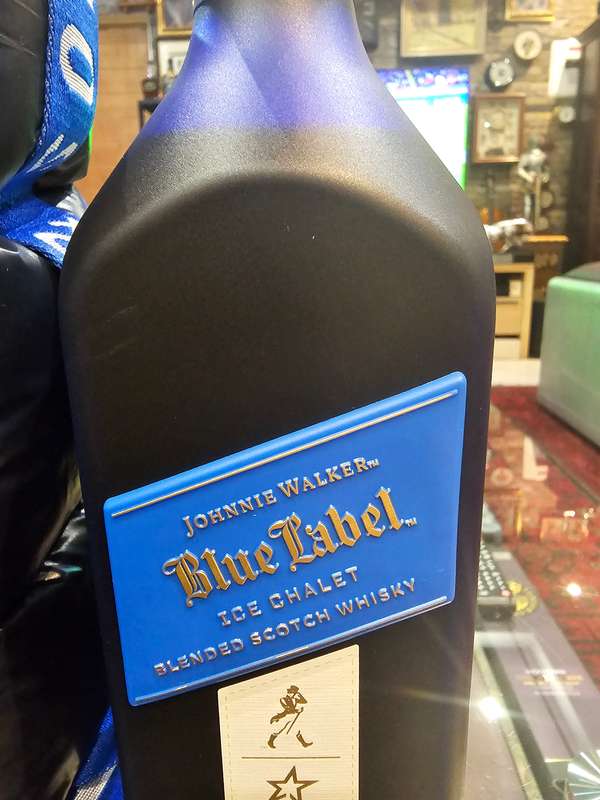 JOHNNIE WALKER™
Blue Label™
ICE CHALET
BLENDED SCOTCH WHISKY